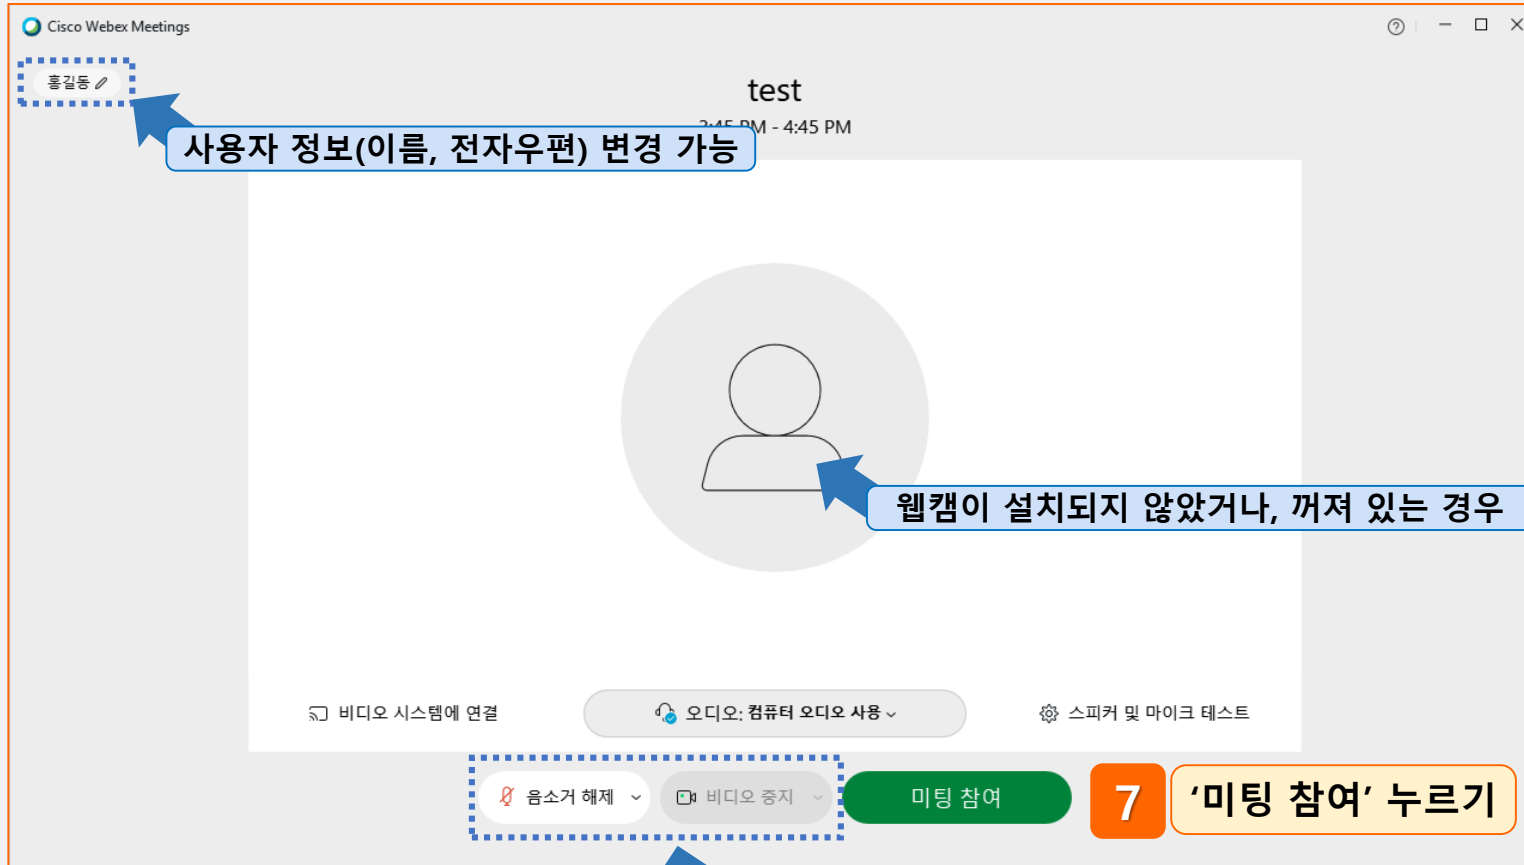 Cisco Webex Meetings
홍길동
test
PM - 4:45 PM
사용자 정보(이름, 전자우편) 변경 가능
웹캠이 설치되지 않았거나, 꺼져 있는 경우
비디오 시스템에 연결
오디오: 컴퓨터 오디오 사용
스피커 및 마이크 테스트
음소거 해제
비디오 중지
미팅 참여
7
‘미팅 참여’ 누르기